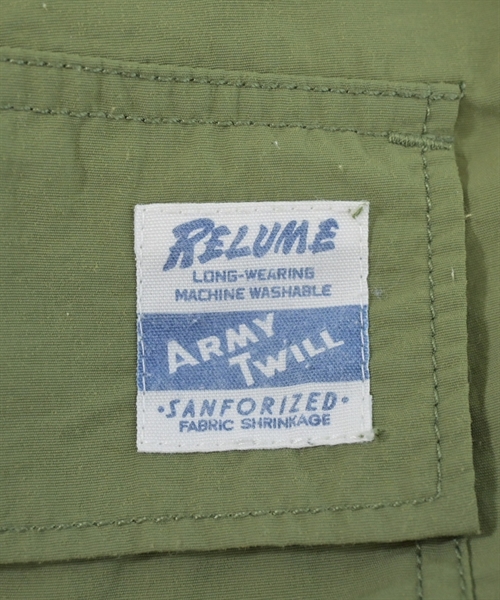 RELUME
LONG-WEARING
MACHINE WASHABLE
ARMY
TWILL
·SANFORIZED·
FABRIC SHRINKAGE